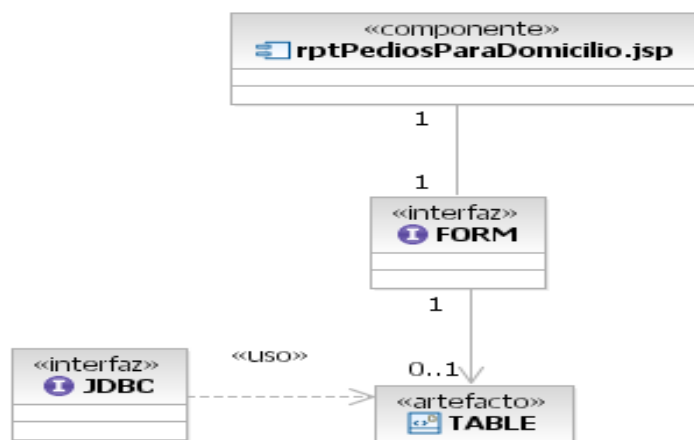 «componente»
rptPediosParaDomicilio.jsp
1
1
«interfaz»
FORM
1
«uso»
0..1
«interfaz»
JDBC
«artefacto»
TABLE